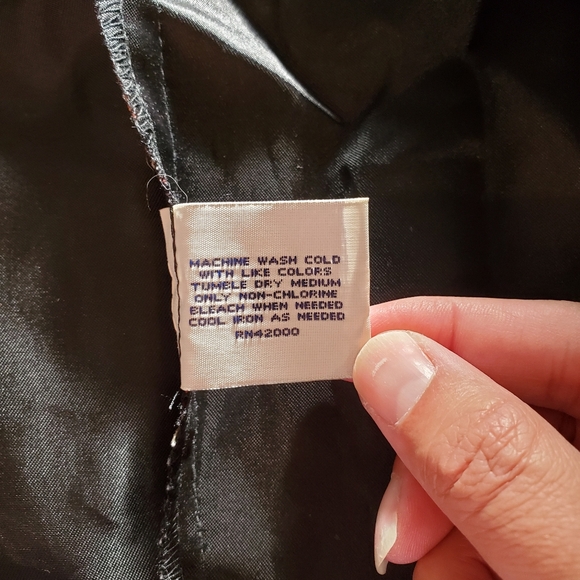 MACHINE WASH COLD
WITH LIKE COLORS
TUMBLE DRY MEDIUM
ONLY NON-CHLORINE
BLEACH WHEN NEEDED
COOL IRON AS NEEDED
RN42000